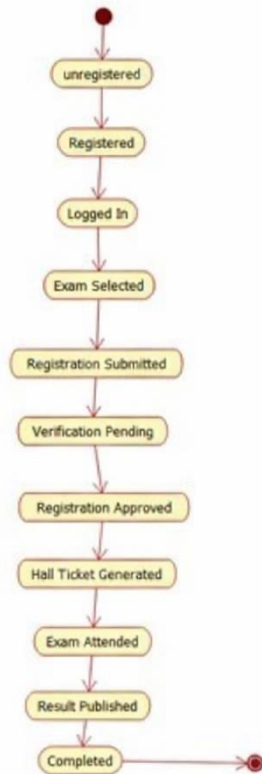 unregistered
Registered
Logged In
Exam Selected
Registration Submitted
Verification Pending
Registration Approved
Hall Ticket Generated
Exam Attended
Result Published
Completed